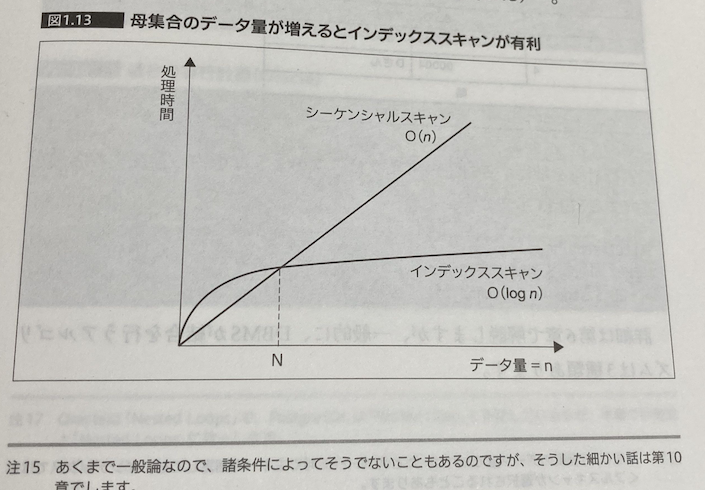 図1.13 母集合のデータ量が増えるとインデックススキャンが有利
処理時間
シーケンシャルスキャン
O(n)
インデックススキャン
O(log n)
N
データ量=n
注15 あくまで一般論なので、諸条件によってそうでないこともあるのですが、そうした細かい話は第10
章でします。